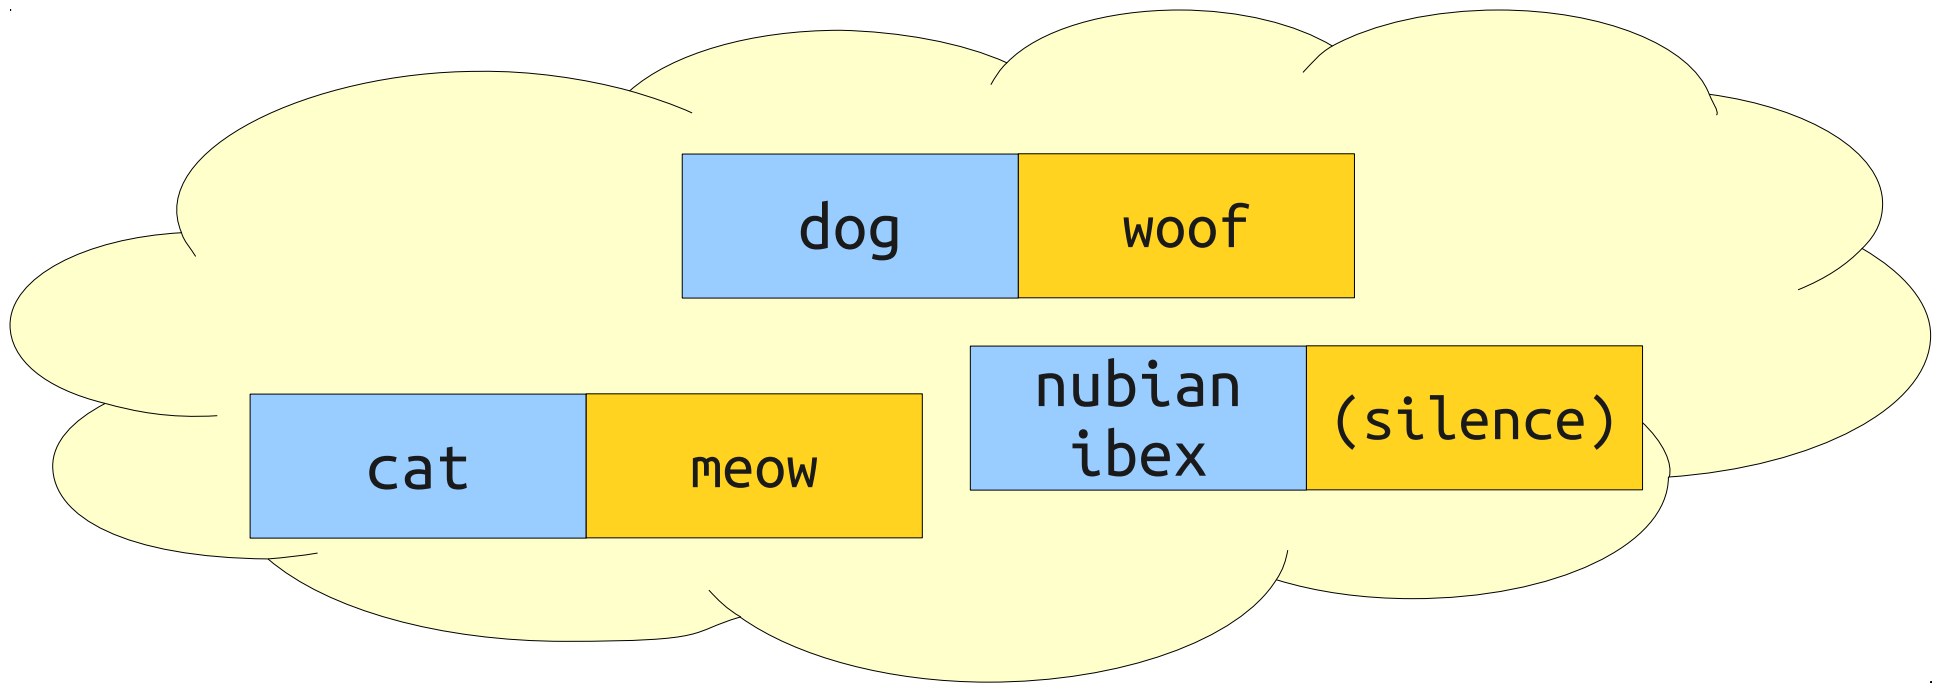 dog woof
nubian
ibex
(silence)
cat meow